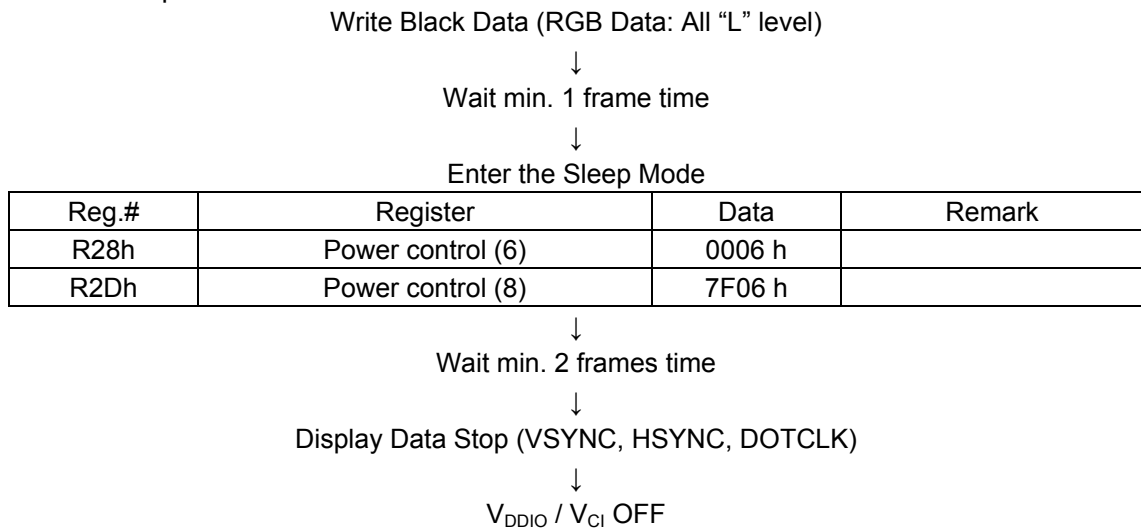 Write Black Data (RGB Data: All “L” level)
↓
Wait min. 1 frame time
↓
Enter the Sleep Mode
Reg.# Register Data Remark
R28h Power control (6) 0006 h
R2Dh Power control (8) 7F06 h
↓
Wait min. 2 frames time
↓
Display Data Stop (VSYNC, HSYNC, DOTCLK)
↓
VDDIO / VCI OFF